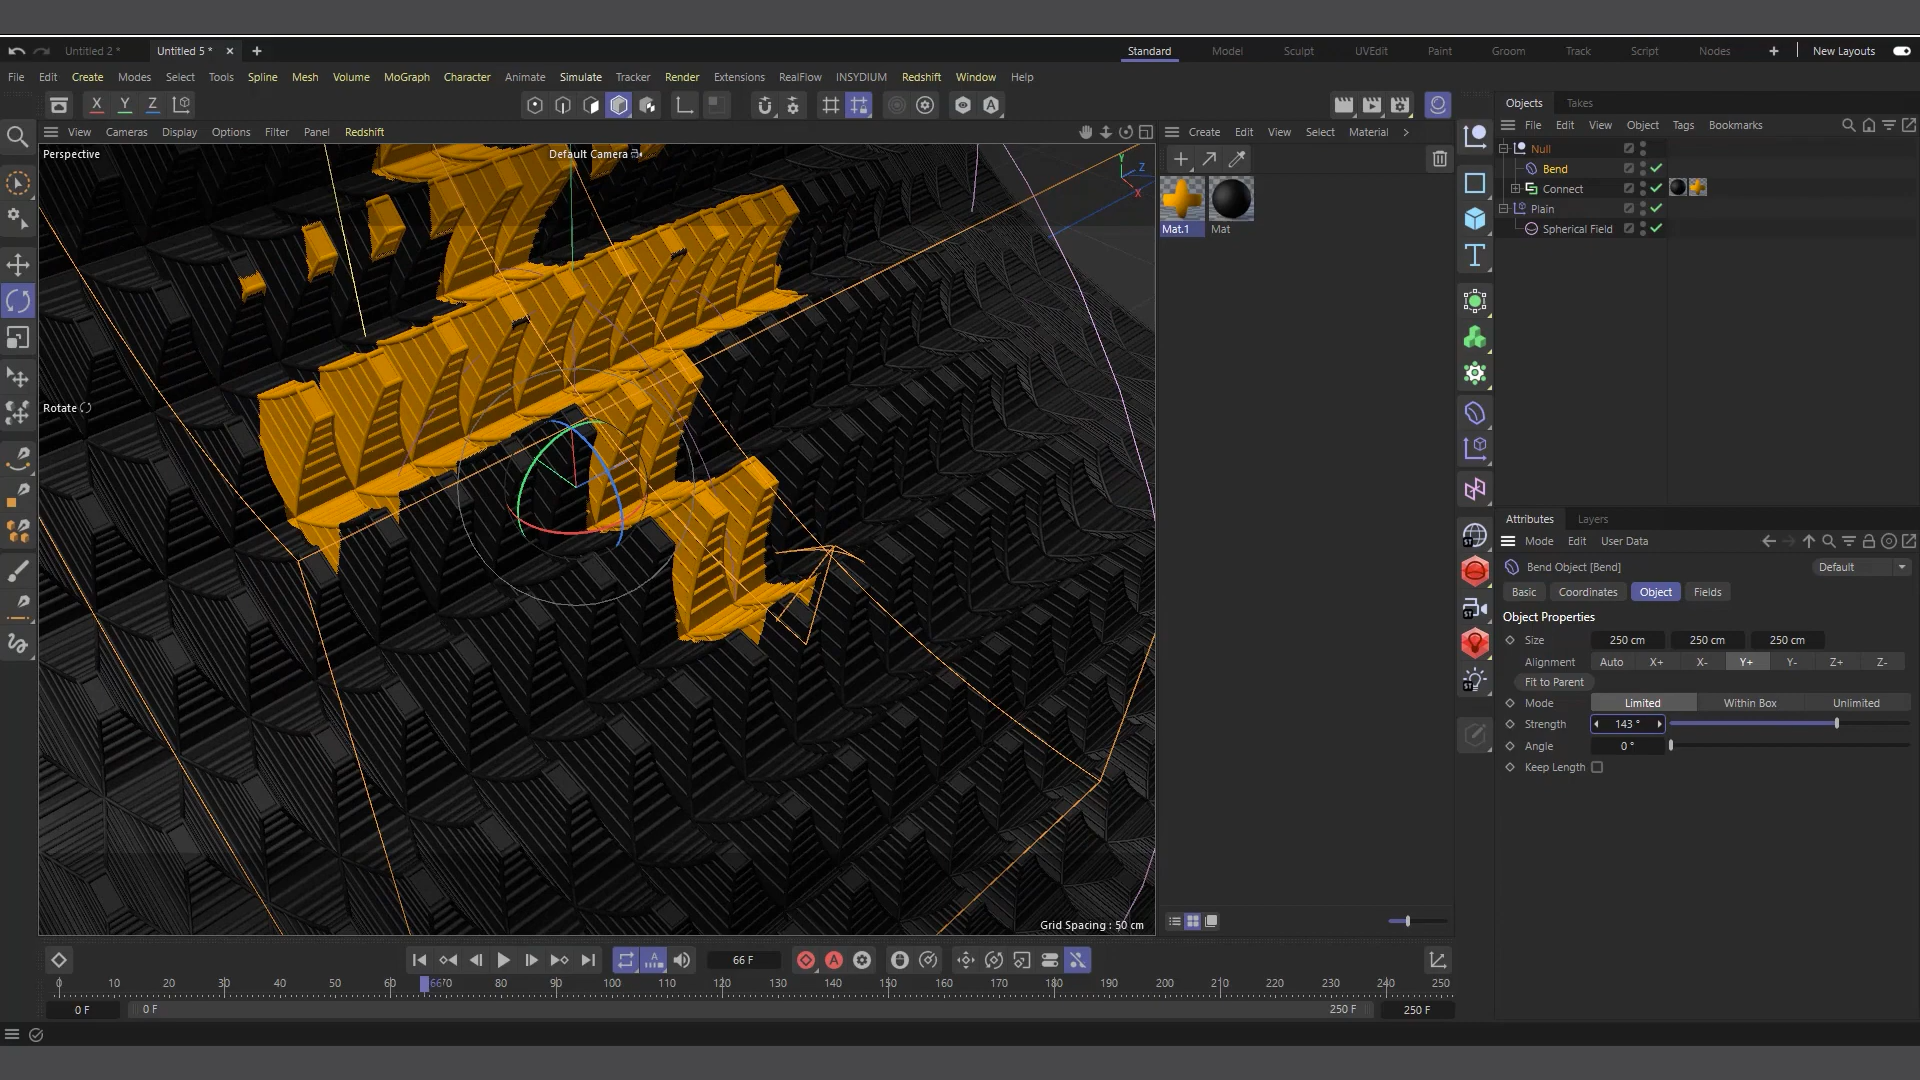 Untitled 2 *
Untitled 5 *
Standard Model Sculpt UVEdit Paint Groom Track Script Nodes New Layouts
File Edit Create Modes Select Tools Spline Mesh Volume MoGraph Character Animate Simulate Tracker Render Extensions RealFlow INSYDIUM Redshift Window Help
X Y Z
View Cameras Display Options Filter Panel Redshift
Perspective
Default Camera
Y
Z
X
Rotate
Grid Spacing : 50 cm
Create Edit View Select Material
Mat.1 Mat
Objects Takes
File Edit View Object Tags Bookmarks
Null
Bend
Connect
Plain
Spherical Field
Attributes Layers
Mode Edit User Data
Bend Object [Bend] Default
Basic Coordinates Object Fields
Object Properties
Size 250 cm 250 cm 250 cm
Alignment Auto X+ X- Y+ Y- Z+ Z-
Fit to Parent
Mode Limited Within Box Unlimited
Strength 143 °
Angle 0 °
Keep Length
66 F
0 10 20 30 40 50 60 6670 80 90 100 110 120 130 140 150 160 170 180 190 200 210 220 230 240 250
0 F 0 F 250 F 250 F